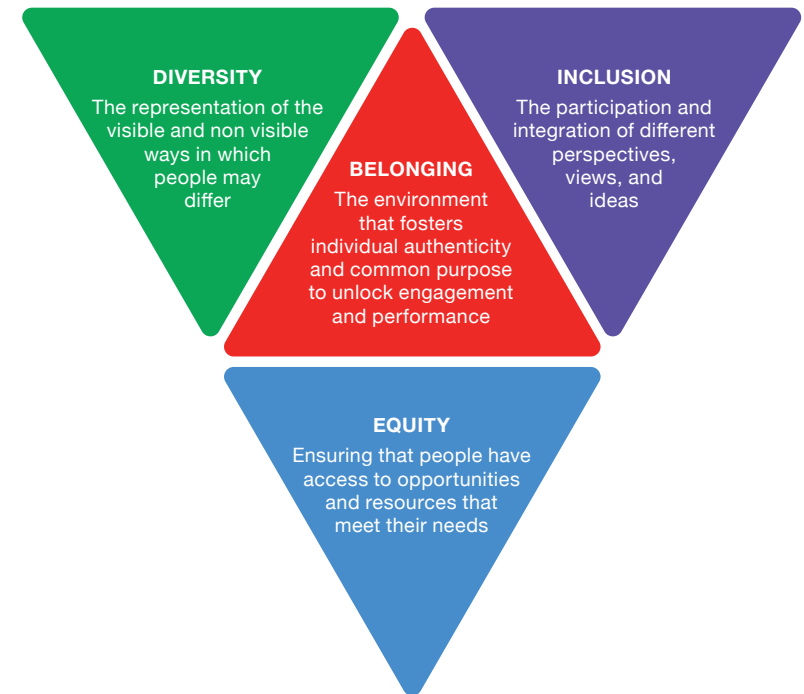 DIVERSITY
The representation of the
visible and non visible
ways in which
people may
differ
INCLUSION
The participation and
integration of different
perspectives,
views, and
ideas
BELONGING
The environment
that fosters
individual authenticity
and common purpose
to unlock engagement
and performance
EQUITY
Ensuring that people have
access to opportunities
and resources that
meet their needs